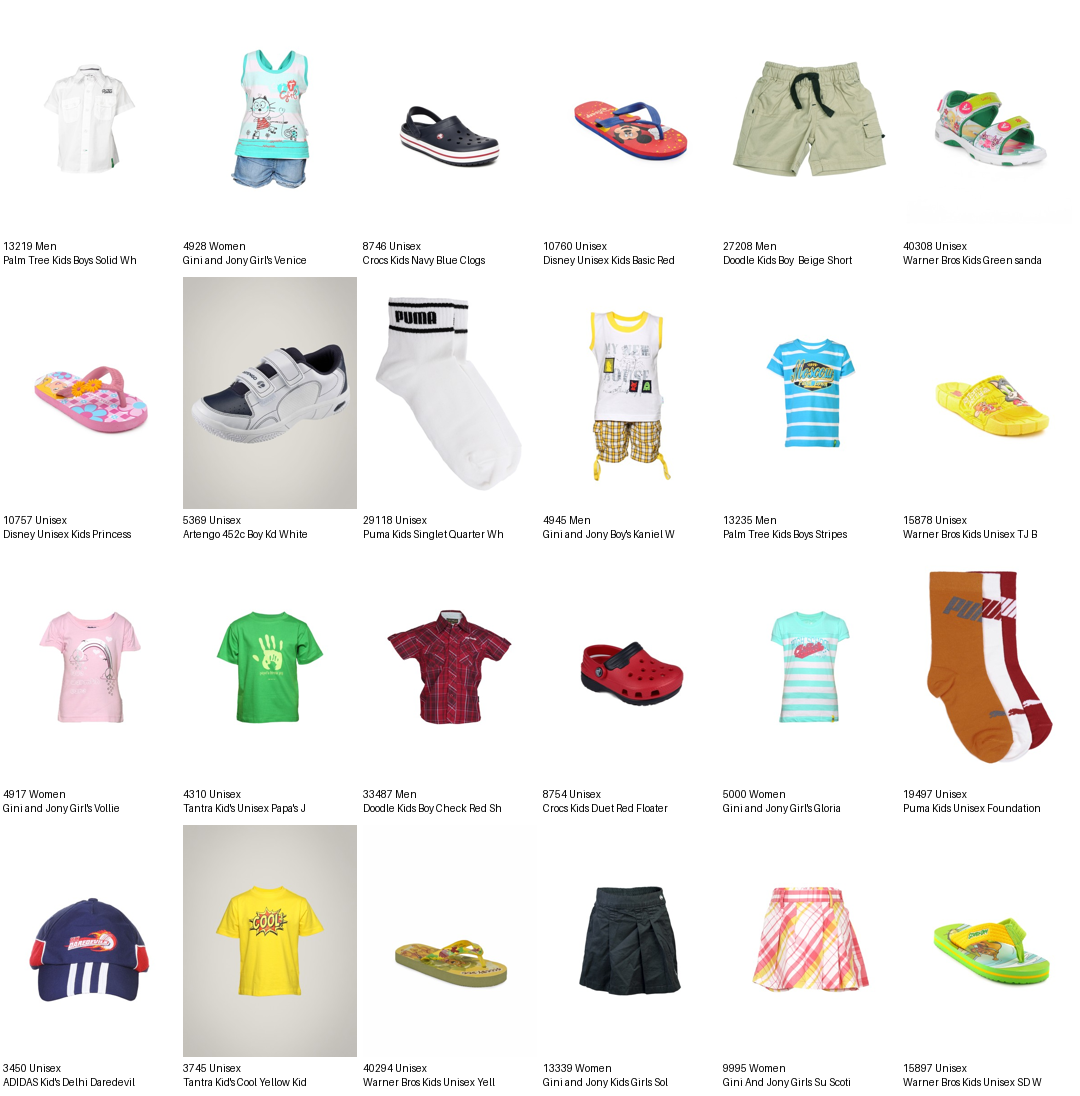 13219 Men
Palm Tree Kids Boys Solid Wh
4928 Women
Gini and Jony Girl's Venice
8746 Unisex
Crocs Kids Navy Blue Clogs
10760 Unisex
Disney Unisex Kids Basic Red
27208 Men
Doodle Kids Boy  Beige Short
40308 Unisex
Warner Bros Kids Green sanda
PUMA
10757 Unisex
Disney Unisex Kids Princess
5369 Unisex
Artengo 452c Boy Kd White
29118 Unisex
Puma Kids Singlet Quarter Wh
4945 Men
Gini and Jony Boy's Kaniel W
13235 Men
Palm Tree Kids Boys Stripes
15878 Unisex
Warner Bros Kids Unisex TJ B
4917 Women
Gini and Jony Girl's Vollie
4310 Unisex
Tantra Kid's Unisex Papa's J
33487 Men
Doodle Kids Boy Check Red Sh
8754 Unisex
Crocs Kids Duet Red Floater
5000 Women
Gini and Jony Girl's Gloria
19497 Unisex
Puma Kids Unisex Foundation
DAREDEVILS
COOL
3450 Unisex
ADIDAS Kid's Delhi Daredevil
3745 Unisex
Tantra Kid's Cool Yellow Kid
40294 Unisex
Warner Bros Kids Unisex Yell
13339 Women
Gini and Jony Kids Girls Sol
9995 Women
Gini And Jony Girls Su Scoti
15897 Unisex
Warner Bros Kids Unisex SD W